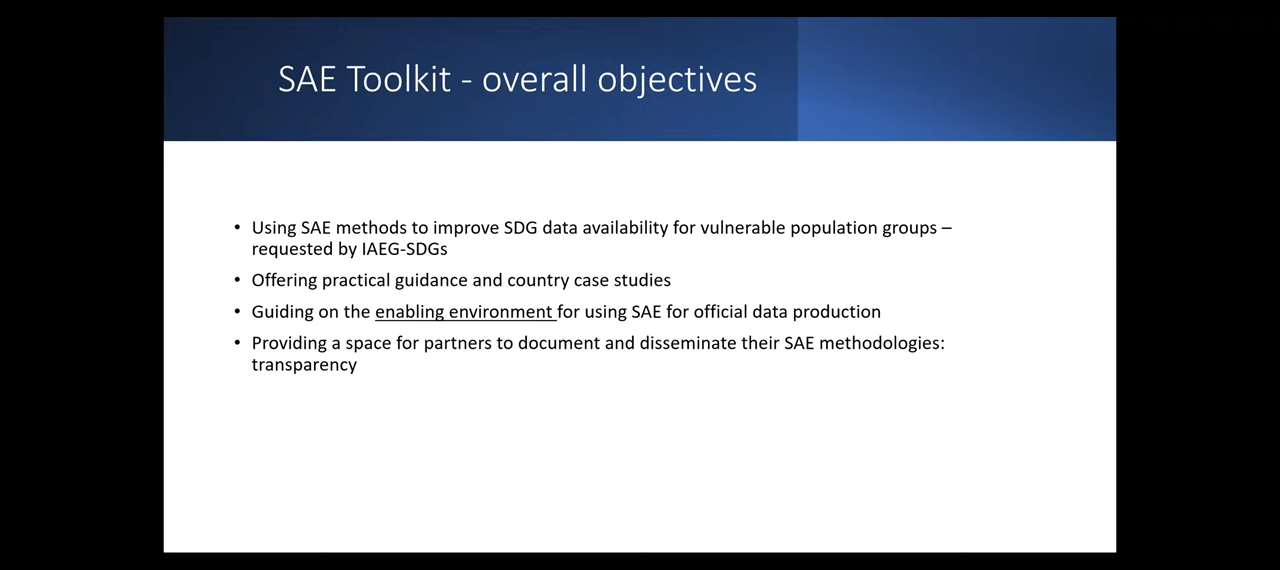 SAE Toolkit - overall objectives
• Using SAE methods to improve SDG data availability for vulnerable population groups –
requested by IAEG-SDGs
• Offering practical guidance and country case studies
• Guiding on the enabling environment for using SAE for official data production
• Providing a space for partners to document and disseminate their SAE methodologies:
transparency